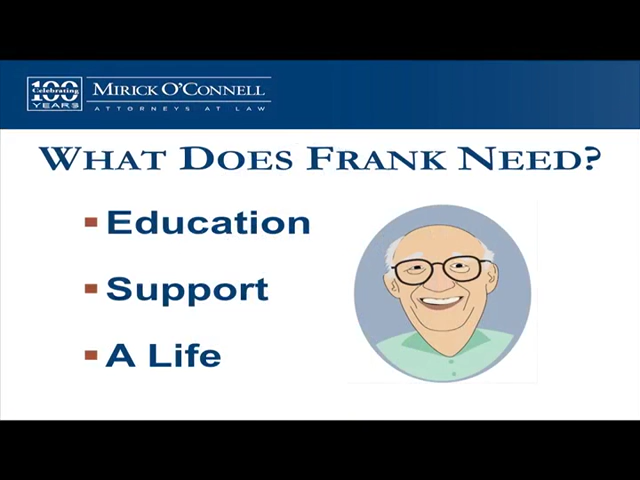 Celebrating
100
YEARS
MIRICK O'CONNELL
ATTORNEYS AT LAW
WHAT DOES FRANK NEED?
Education
Support
A Life